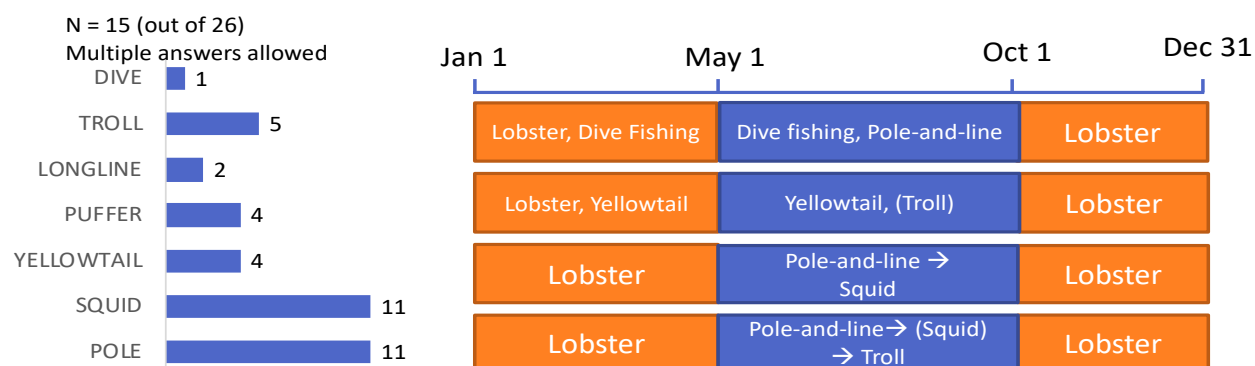 N = 15 (out of 26)
Multiple answers allowed
DIVE 1
TROLL 5
LONGLINE 2
PUFFER 4
YELLOWTAIL 4
SQUID 11
POLE 11
Jan 1 May 1 Oct 1 Dec 31
Lobster, Dive Fishing Dive fishing, Pole-and-line Lobster
Lobster, Yellowtail Yellowtail, (Troll) Lobster
Lobster
Pole-and-line →
Squid
Lobster
Lobster
Pole-and-line→ (Squid)
→ Troll
Lobster